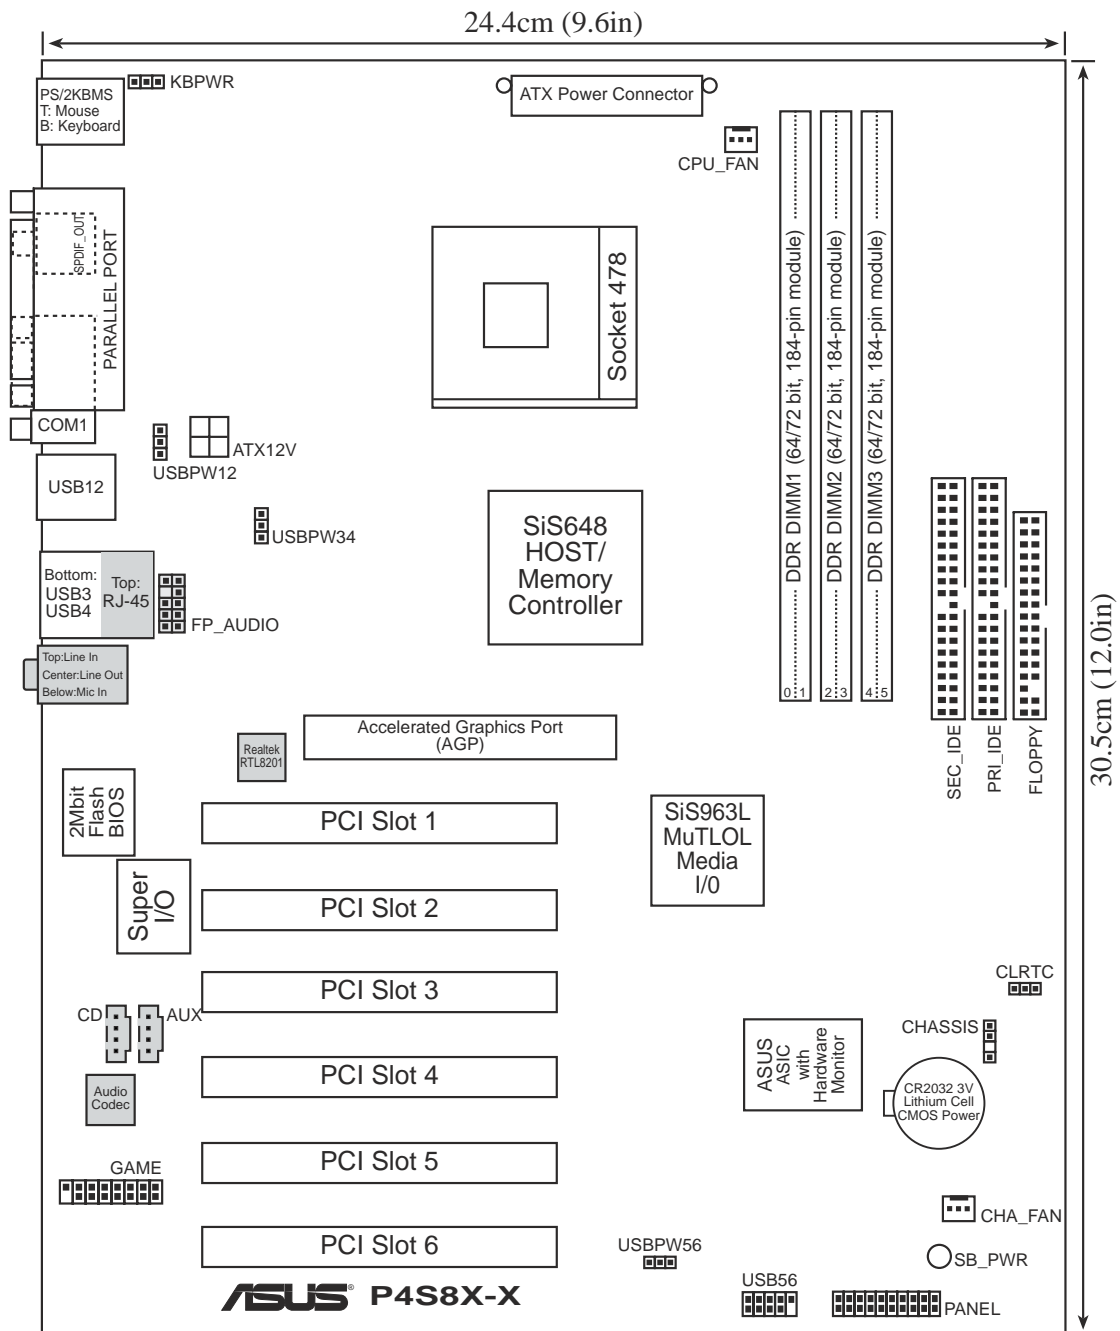 24.4cm (9.6in)
PS/2KBMS
T: Mouse
B: Keyboard
KBPWR
ATX Power Connector
CPU_FAN
SPDIF_OUT
PARALLEL PORT
Socket 478
DDR DIMM1 (64/72 bit, 184-pin module)
DDR DIMM2 (64/72 bit, 184-pin module)
DDR DIMM3 (64/72 bit, 184-pin module)
0 1
2 3
4 5
COM1
ATX12V
USBPW12
USB12
USBPW34
SiS648
HOST/
Memory
Controller
Bottom:
USB3
USB4
Top:
RJ-45
FP_AUDIO
Top:Line In
Center:Line Out
Below:Mic In
SEC_IDE
PRI_IDE
FLOPPY
30.5cm (12.0in)
Accelerated Graphics Port
(AGP)
Realtek
RTL8201
2Mbit
Flash
BIOS
PCI Slot 1
SiS963L
MuTLOL
Media
I/0
Super
I/O
PCI Slot 2
PCI Slot 3
CLRTC
CD
AUX
CHASSIS
ASUS
ASIC
with
Hardware
Monitor
CR2032 3V
Lithium Cell
CMOS Power
PCI Slot 4
Audio
Codec
PCI Slot 5
GAME
CHA_FAN
PCI Slot 6
USBPW56
SB_PWR
USB56
PANEL
ASUS® P4S8X-X